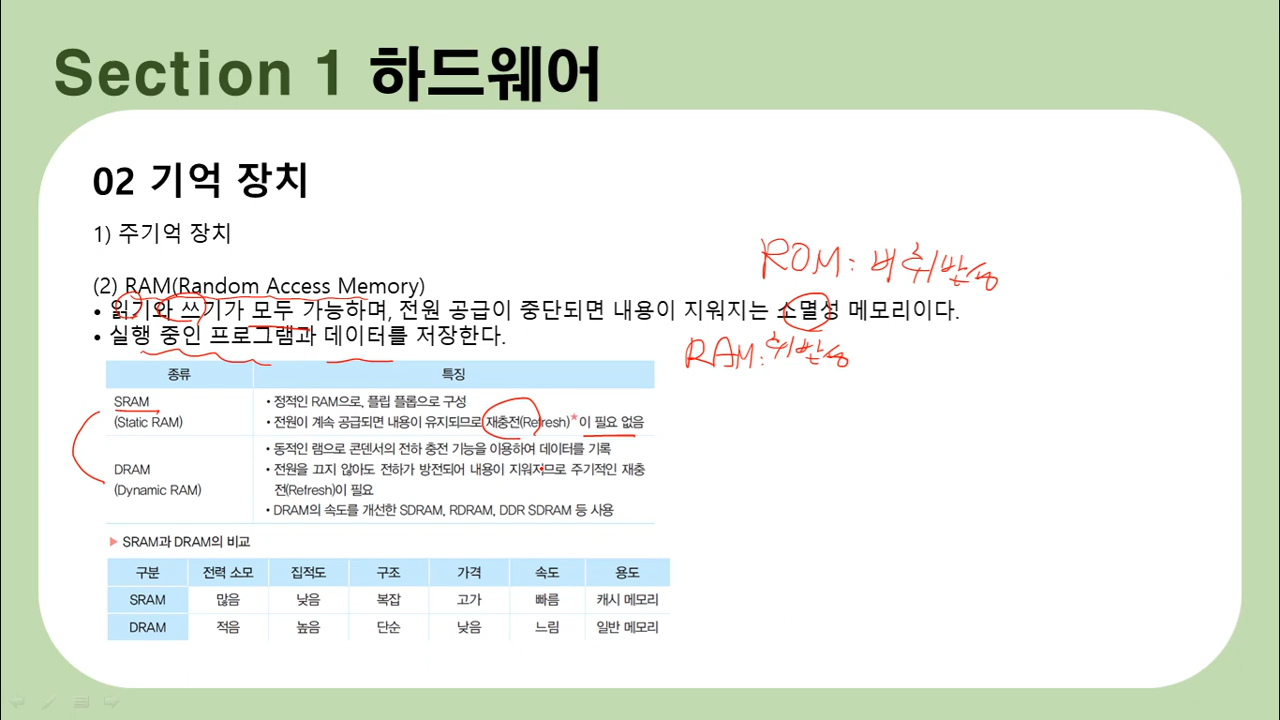 Section 1 하드웨어
02 기억 장치
1) 주기억 장치
ROM: 비휘발성
(2) RAM(Random Access Memory)
• 읽기와 쓰기가 모두 가능하며, 전원 공급이 중단되면 내용이 지워지는 소멸성 메모리이다.
• 실행 중인 프로그램과 데이터를 저장한다.
RAM: 휘발성
종류 특징
SRAM
(Static RAM)
• 정적인 RAM으로, 플립 플롭으로 구성
• 전원이 계속 공급되면 내용이 유지되므로 재충전(Refresh)*이 필요 없음
DRAM
(Dynamic RAM)
• 동적인 램으로 콘덴서의 전하 충전 기능을 이용하여 데이터를 기록
• 전원을 끄지 않아도 전하가 방전되어 내용이 지워지므로 주기적인 재충
전(Refresh)이 필요
• DRAM의 속도를 개선한 SDRAM, RDRAM, DDR SDRAM 등 사용
▶ SRAM과 DRAM의 비교
구분 전력 소모 집적도 구조 가격 속도 용도
SRAM 많음 낮음 복잡 고가 빠름 캐시 메모리
DRAM 적음 높음 단순 낮음 느림 일반 메모리